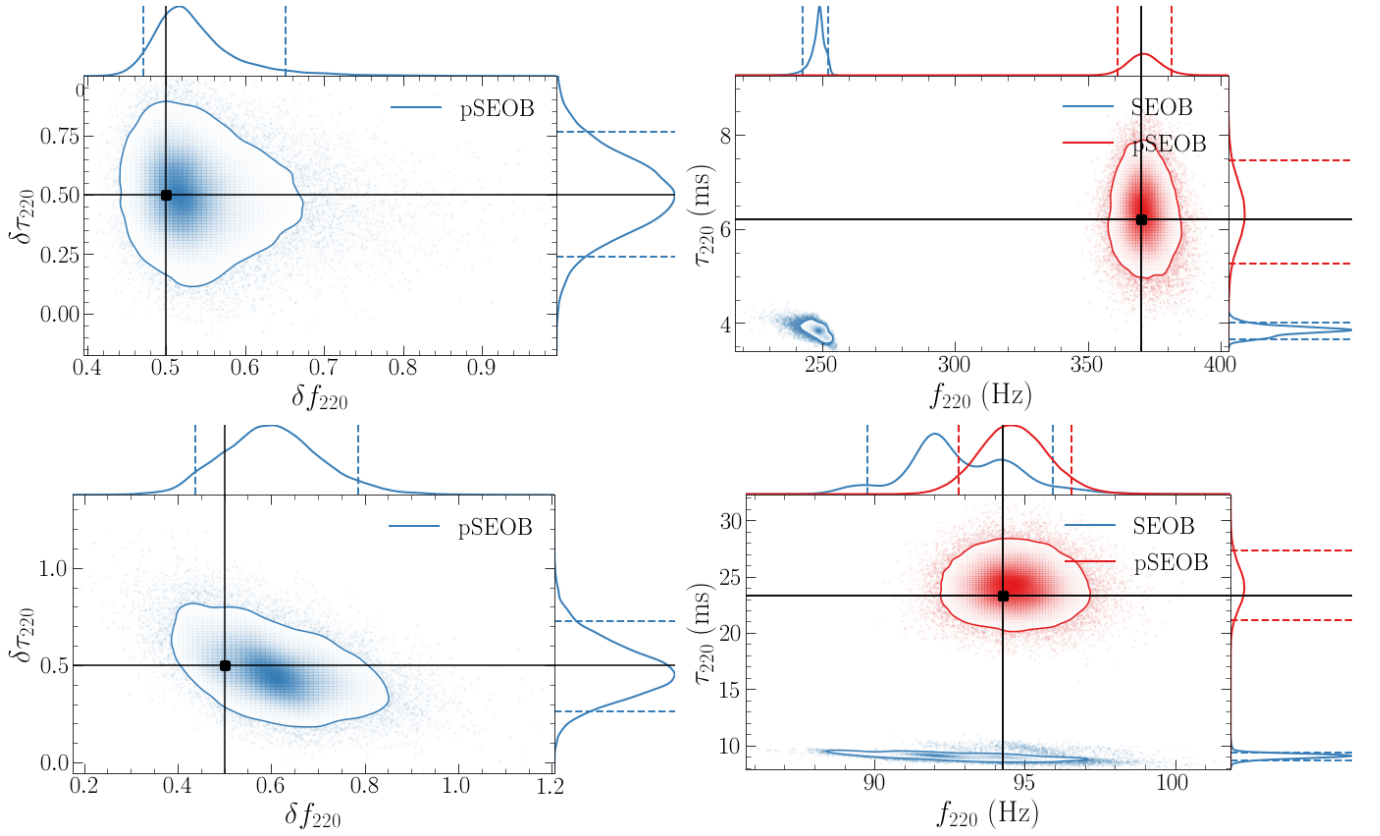 pSEOB
0
0.75
0.50
0.25
0.00
δτ₂₂₀
0.4 0.5 0.6 0.7 0.8 0.9
δf₂₂₀
SEOB
pSEOB
8
6
4
τ₂₂₀ (ms)
250 300 350 400
f₂₂₀ (Hz)
pSEOB
1.0
0.5
0.0
δτ₂₂₀
0.2 0.4 0.6 0.8 1.0 1.2
δf₂₂₀
SEOB
pSEOB
30
25
20
15
10
τ₂₂₀ (ms)
90 95 100
f₂₂₀ (Hz)